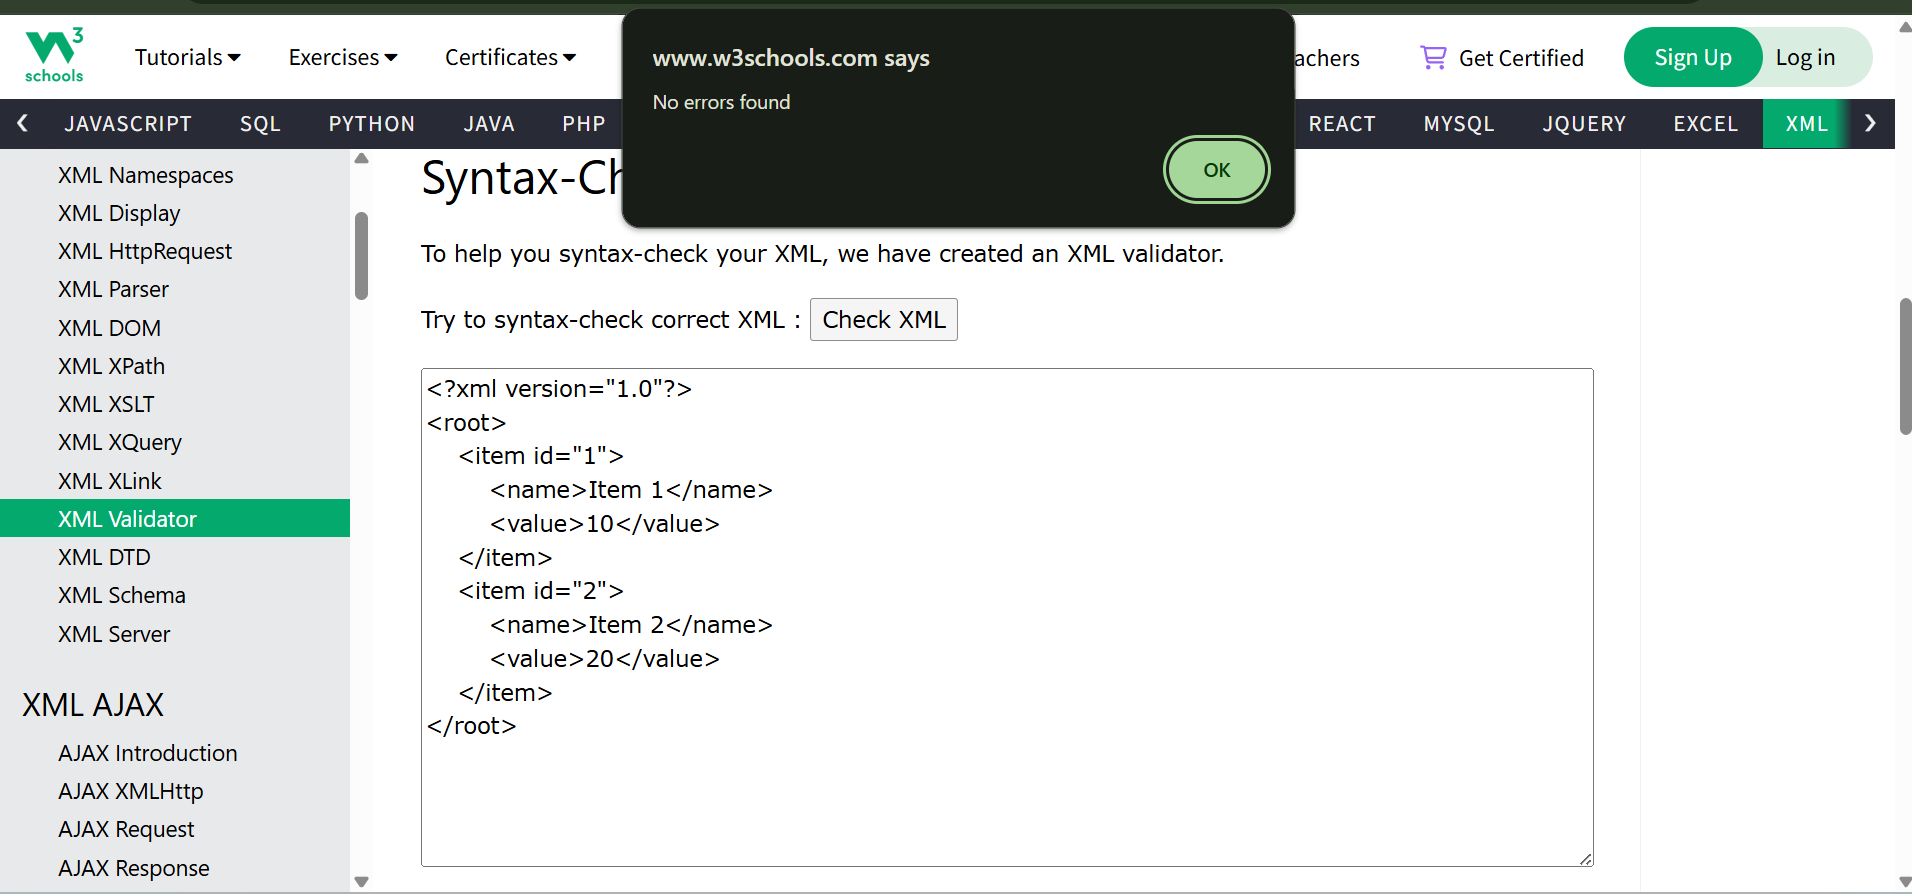 W3
schools
Tutorials
Exercises
Certificates
achers
Get Certified
Sign Up
Log in
www.w3schools.com says
No errors found
OK
JAVASCRIPT
SQL
PYTHON
JAVA
PHP
REACT
MYSQL
JQUERY
EXCEL
XML
XML Namespaces
XML Display
XML HttpRequest
XML Parser
XML DOM
XML XPath
XML XSLT
XML XQuery
XML XLink
XML Validator
XML DTD
XML Schema
XML Server
XML AJAX
AJAX Introduction
AJAX XMLHttp
AJAX Request
AJAX Response
Syntax-Ch
To help you syntax-check your XML, we have created an XML validator.
Try to syntax-check correct XML :
Check XML
<?xml version="1.0"?>
<root>
<item id="1">
<name>Item 1</name>
<value>10</value>
</item>
<item id="2">
<name>Item 2</name>
<value>20</value>
</item>
</root>